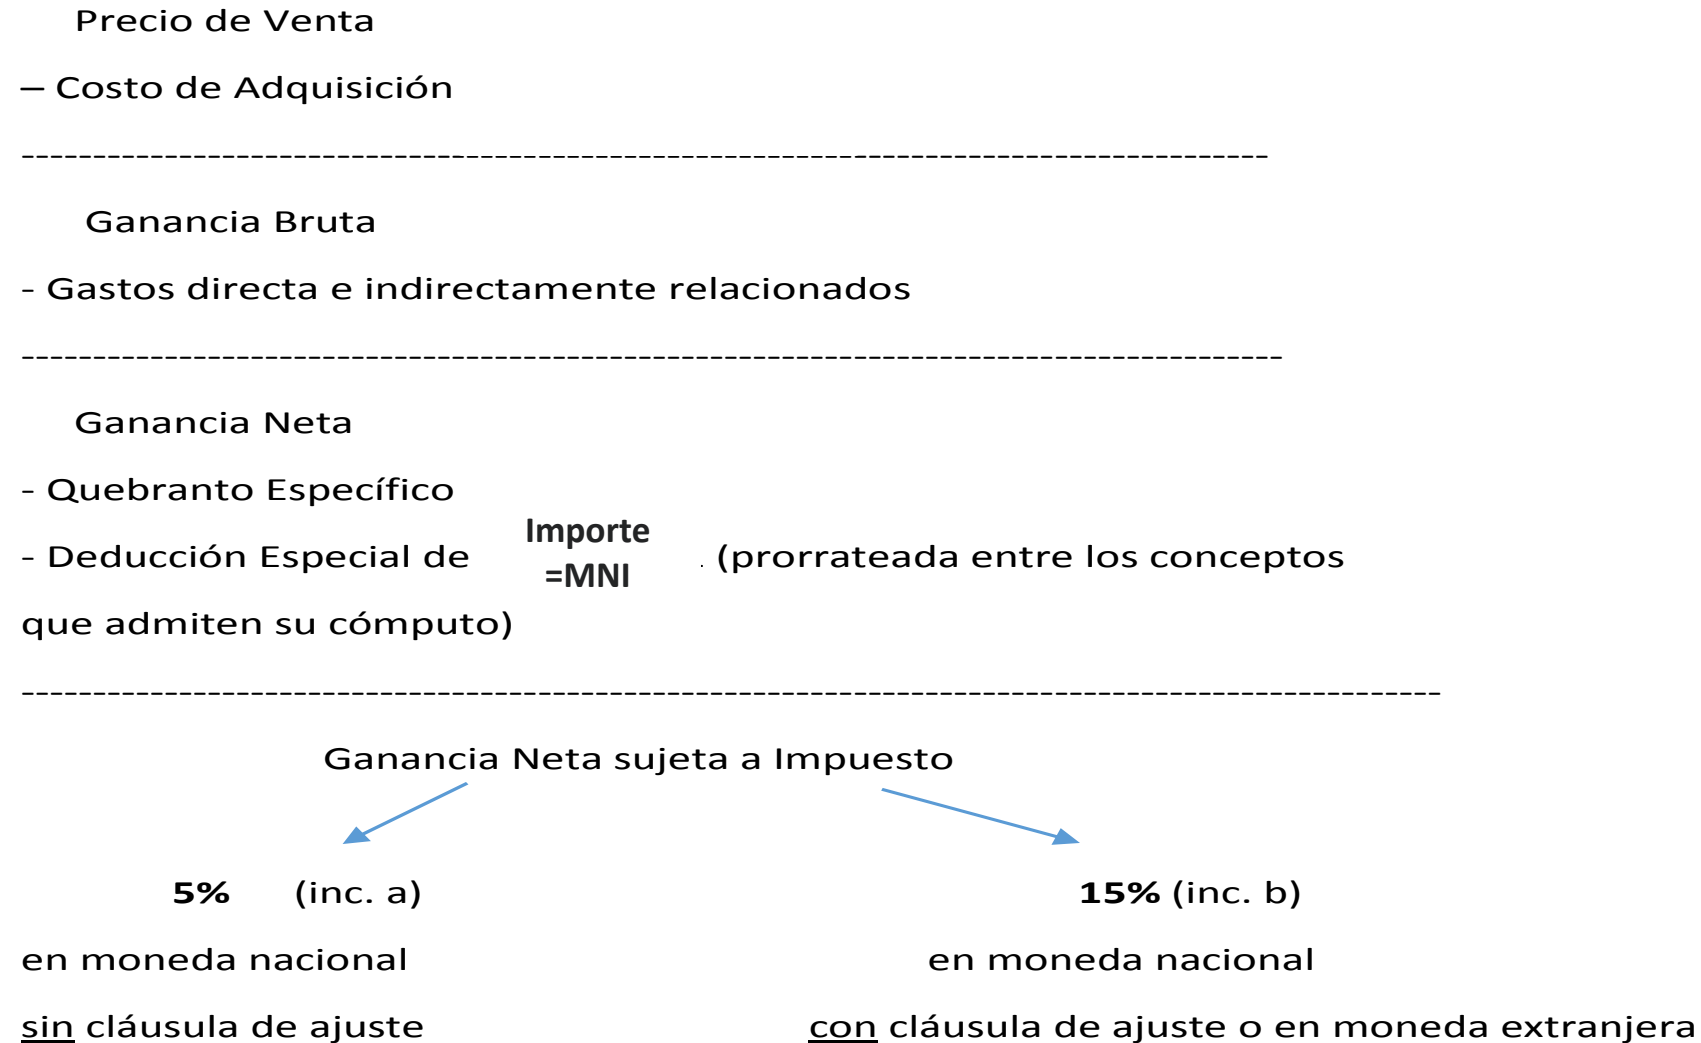 Precio de Venta
– Costo de Adquisición
----------------------------------------------------------------------------------------
Ganancia Bruta
- Gastos directa e indirectamente relacionados
-----------------------------------------------------------------------------------------
Ganancia Neta
- Quebranto Específico
- Deducción Especial de Importe =MNI . (prorrateada entre los conceptos
que admiten su cómputo)
----------------------------------------------------------------------------------------------------
Ganancia Neta sujeta a Impuesto
5% (inc. a) 15% (inc. b)
en moneda nacional en moneda nacional
sin cláusula de ajuste con cláusula de ajuste o en moneda extranjera